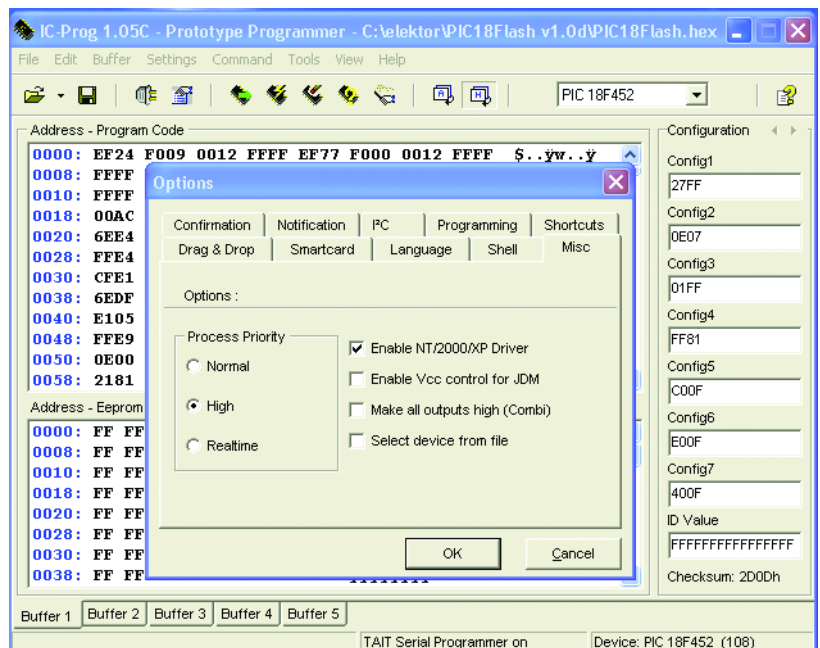 IC-Prog 1.05C - Prototype Programmer - C:\elektor\PIC18Flash v1.0d\PIC18Flash.hex
File Edit Buffer Settings Command Tools View Help
PIC 18F452
Address - Program Code
0000: EF24 F009 0012 FFFF EF77 F000 0012 FFFF $..ÿw..ÿ
0008: FFFF
0010: FFFF
0018: 00AC
0020: 6EE4
0028: FFE4
0030: CFE1
0038: 6EDF
0040: E105
0048: FFE9
0050: 0E00
0058: 2181
Address - Eeprom
0000: FF FF
0008: FF FF
0010: FF FF
0018: FF FF
0020: FF FF
0028: FF FF
0030: FF FF
0038: FF FF
Options
Confirmation Notification I²C Programming Shortcuts
Drag & Drop Smartcard Language Shell Misc
Options :
Process Priority
Normal
High
Realtime
Enable NT/2000/XP Driver
Enable Vcc control for JDM
Make all outputs high (Combi)
Select device from file
OK Cancel
Configuration
Config1
27FF
Config2
0E07
Config3
01FF
Config4
FF81
Config5
C00F
Config6
E00F
Config7
400F
ID Value
FFFFFFFFFFFFFFFF
Checksum: 2D0Dh
Buffer 1 Buffer 2 Buffer 3 Buffer 4 Buffer 5
TAIT Serial Programmer on Device: PIC 18F452 (108)